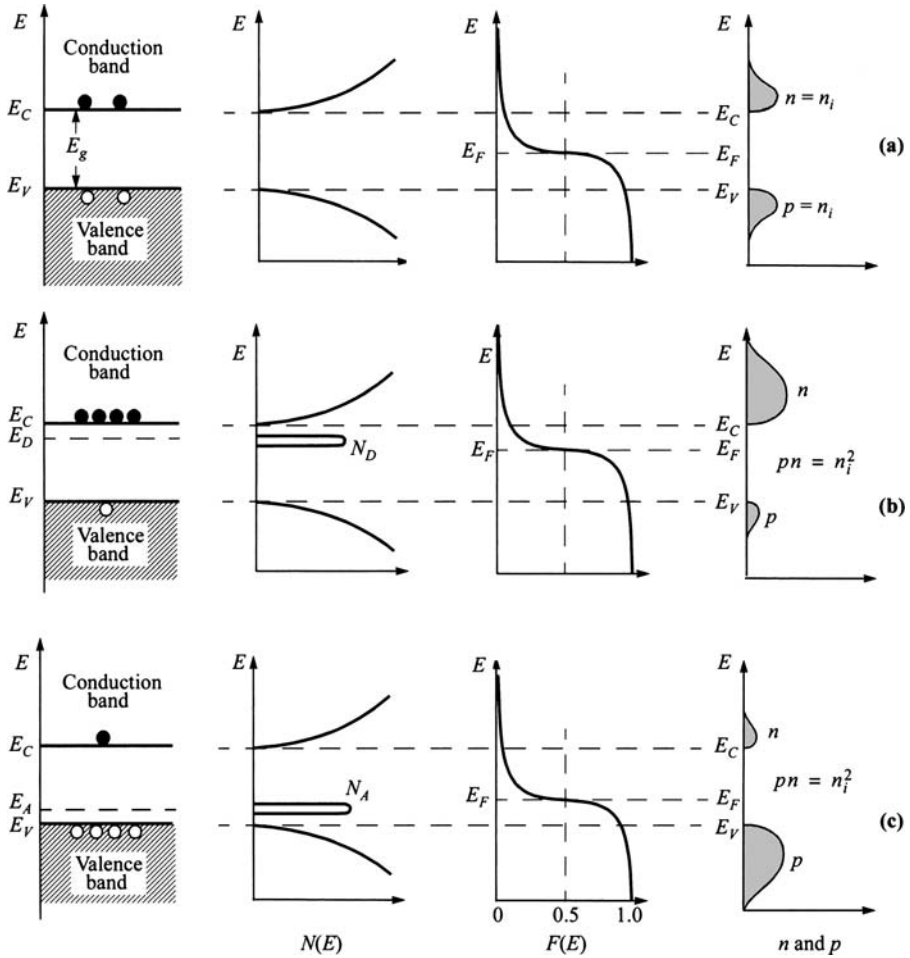 E
Conduction
band
E_C
E_g
E_V
Valence
band
E
E
E_F
E
E_C
E_F
E_V
n = n_i
p = n_i
(a)
E
Conduction
band
E_C
E_D
E_V
Valence
band
E
N_D
E
E_F
E
E_C
E_F
E_V
n
pn = n_i^2
p
(b)
E
Conduction
band
E_C
E_A
E_V
Valence
band
E
N_A
N(E)
E
E_F
0 0.5 1.0
F(E)
E
E_C
E_F
E_V
n
pn = n_i^2
p
(c)
n and p